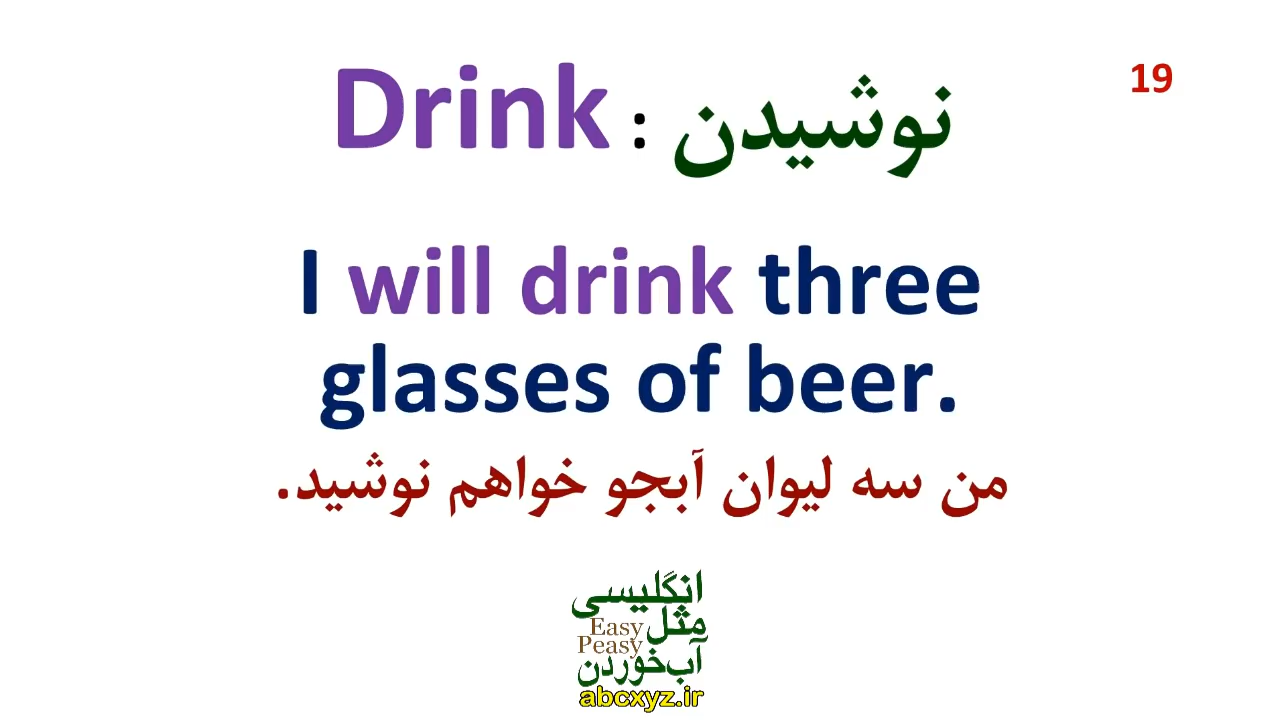 19
Drink : نوشیدن
I will drink three
glasses of beer.
من سه لیوان آبجو خواهم نوشید.
انگلیسی
مثل
Easy
Peasy
آب‌خوردن
abcxyz.ir